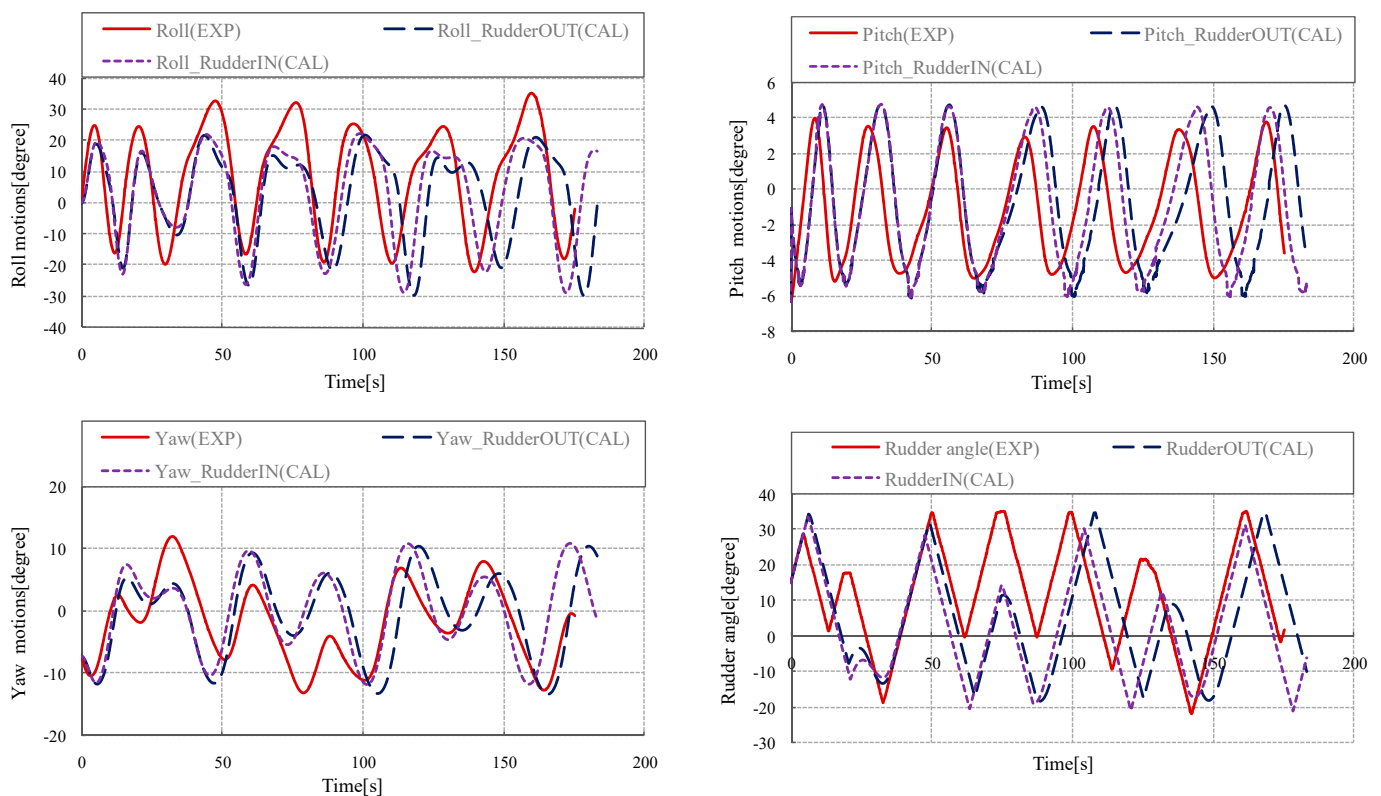 Roll(EXP) Roll_RudderOUT(CAL)
Roll_RudderIN(CAL)
40
30
20
10
0
-10
-20
-30
-40
Roll motions[degree]
0 50 100 150 200
Time[s]
Pitch(EXP) Pitch_RudderOUT(CAL)
Pitch_RudderIN(CAL)
6
4
2
0
-2
-4
-6
-8
Pitch motions[degree]
0 50 100 150 200
Time[s]
Yaw(EXP) Yaw_RudderOUT(CAL)
Yaw_RudderIN(CAL)
20
10
0
-10
-20
Yaw motions[degree]
0 50 100 150 200
Time[s]
Rudder angle(EXP) RudderOUT(CAL)
RudderIN(CAL)
40
30
20
10
0
-10
-20
-30
Rudder angle[degree]
0 50 100 150 200
Time[s]